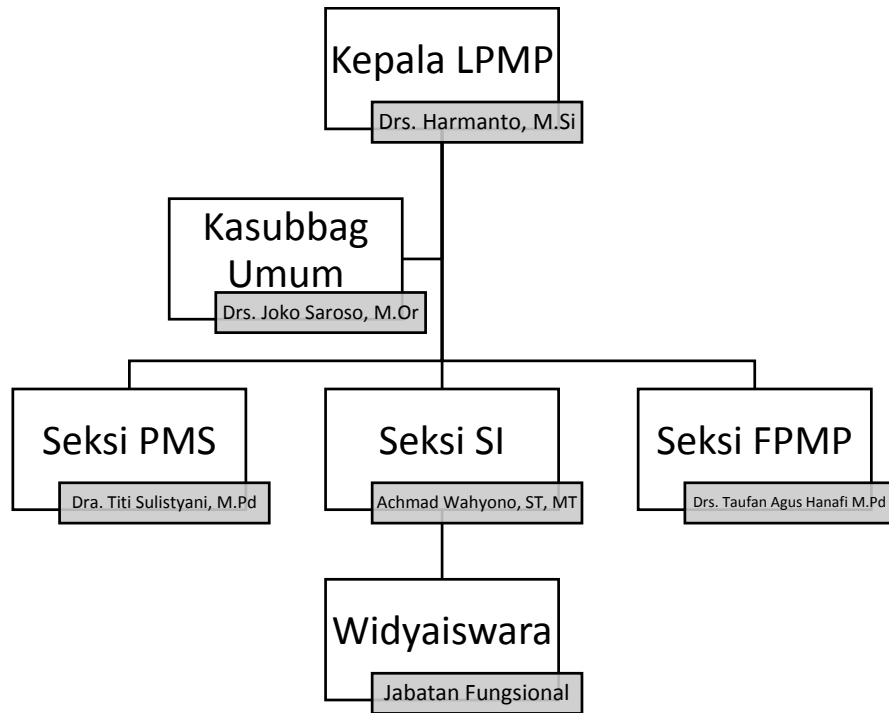 Kepala LPMP
Drs. Harmanto, M.Si
Kasubbag
Umum
Drs. Joko Saroso, M.Or
Seksi PMS
Dra. Titi Sulistyani, M.Pd
Seksi SI
Achmad Wahyono, ST, MT
Seksi FPMP
Drs. Taufan Agus Hanafi M.Pd
Widyaiswara
Jabatan Fungsional